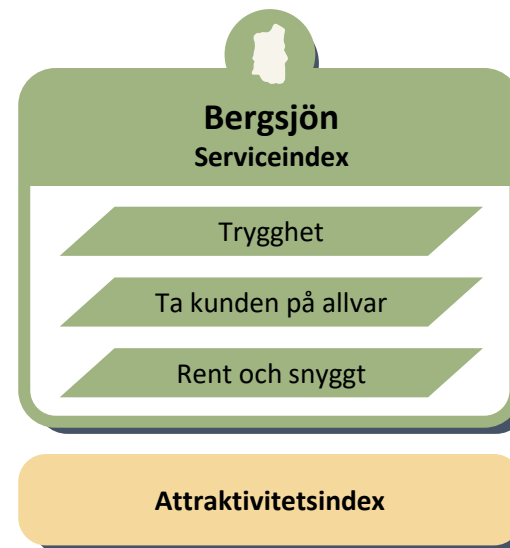 Bergsjön
Serviceindex
Trygghet
Ta kunden på allvar
Rent och snyggt
Attraktivitetsindex